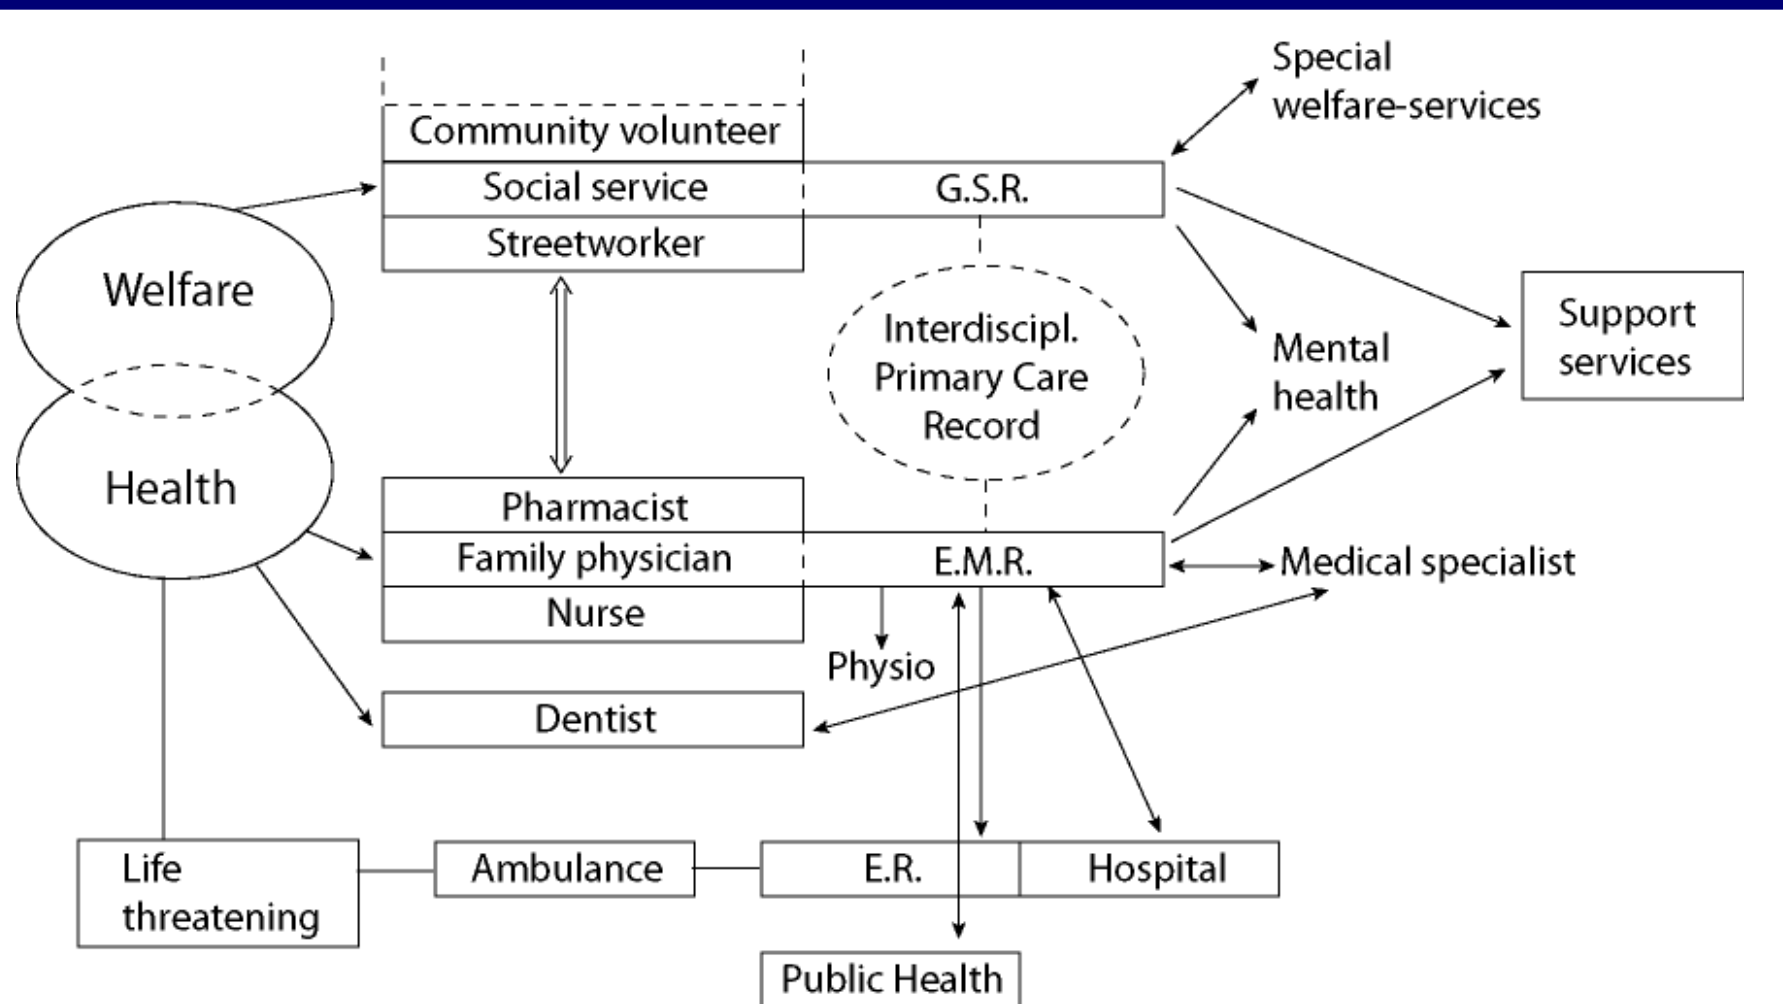 Special
welfare-services
Community volunteer
Social service
G.S.R.
Streetworker
Welfare
Interdiscipl.
Primary Care
Record
Mental
health
Support
services
Health
Pharmacist
Family physician
E.M.R.
Medical specialist
Nurse
Physio
Dentist
Life
threatening
Ambulance
E.R.
Hospital
Public Health